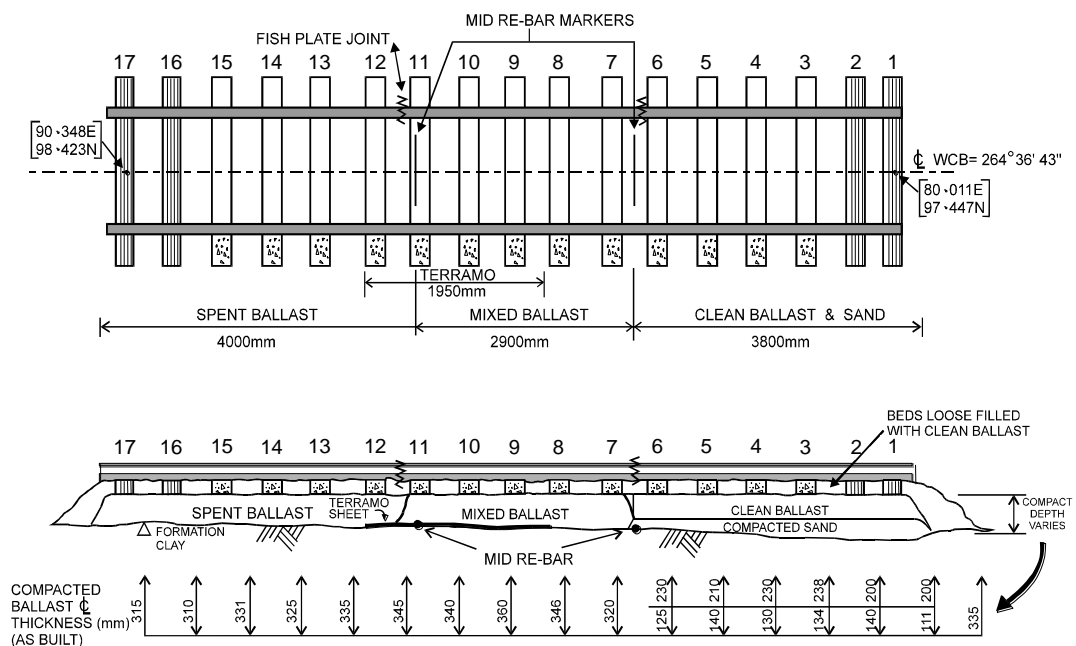 MID RE-BAR MARKERS
FISH PLATE JOINT
17 16 15 14 13 12 11 10 9 8 7 6 5 4 3 2 1
90·348E
98·423N
℄ WCB= 264°36' 43"
80·011E
97·447N
TERRAMO
1950mm
SPENT BALLAST MIXED BALLAST CLEAN BALLAST & SAND
4000mm 2900mm 3800mm
BEDS LOOSE FILLED
WITH CLEAN BALLAST
17 16 15 14 13 12 11 10 9 8 7 6 5 4 3 2 1
SPENT BALLAST
TERRAMO
SHEET
MIXED BALLAST
CLEAN BALLAST
COMPACTED SAND
COMPACT
DEPTH
VARIES
FORMATION
CLAY
MID RE-BAR
COMPACTED
BALLAST ℄
THICKNESS (mm)
(AS BUILT)
315 310 331 325 335 345 340 360 346 320
230 210 230 238 200 200
125 140 130 134 140 111
335